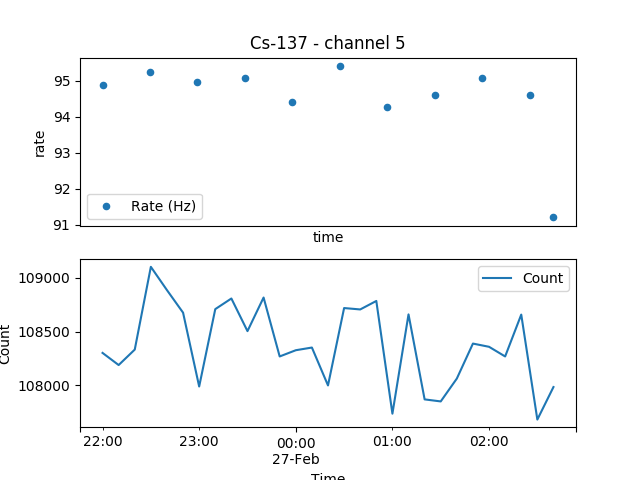 Cs-137 - channel 5
95
94
93
92
91
rate
Rate (Hz)
time
109000
108500
108000
Count
Count
22:00
23:00
00:00
01:00
02:00
27-Feb
Time